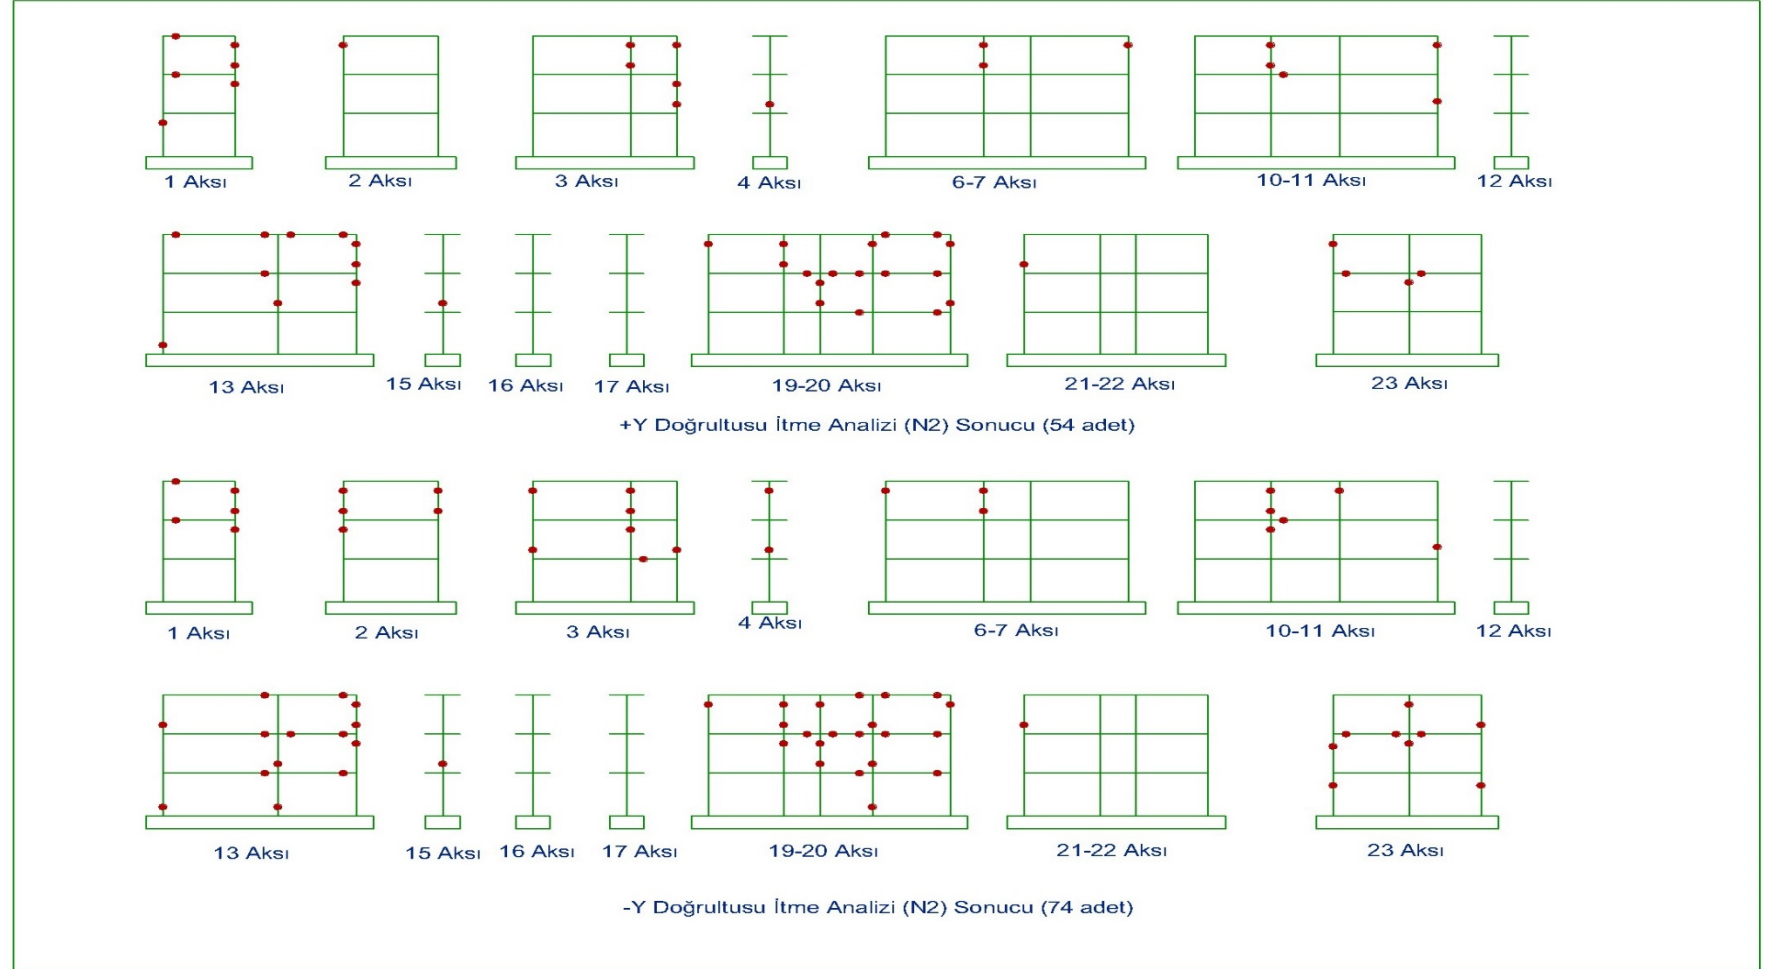 1 Aksı 2 Aksı 3 Aksı 4 Aksı 6-7 Aksı 10-11 Aksı 12 Aksı
13 Aksı 15 Aksı 16 Aksı 17 Aksı 19-20 Aksı 21-22 Aksı 23 Aksı
+Y Doğrultusu İtme Analizi (N2) Sonucu (54 adet)
1 Aksı 2 Aksı 3 Aksı 4 Aksı 6-7 Aksı 10-11 Aksı 12 Aksı
13 Aksı 15 Aksı 16 Aksı 17 Aksı 19-20 Aksı 21-22 Aksı 23 Aksı
-Y Doğrultusu İtme Analizi (N2) Sonucu (74 adet)